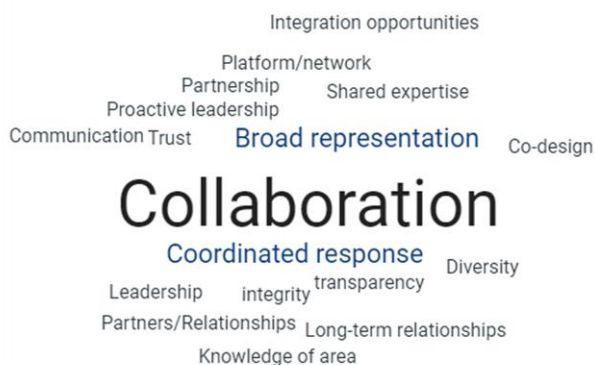 Integration opportunities
Platform/network
Partnership
Shared expertise
Proactive leadership
Communication
Trust
Broad representation
Co-design
Collaboration
Coordinated response
Diversity
Leadership
integrity
transparency
Partners/Relationships
Long-term relationships
Knowledge of area